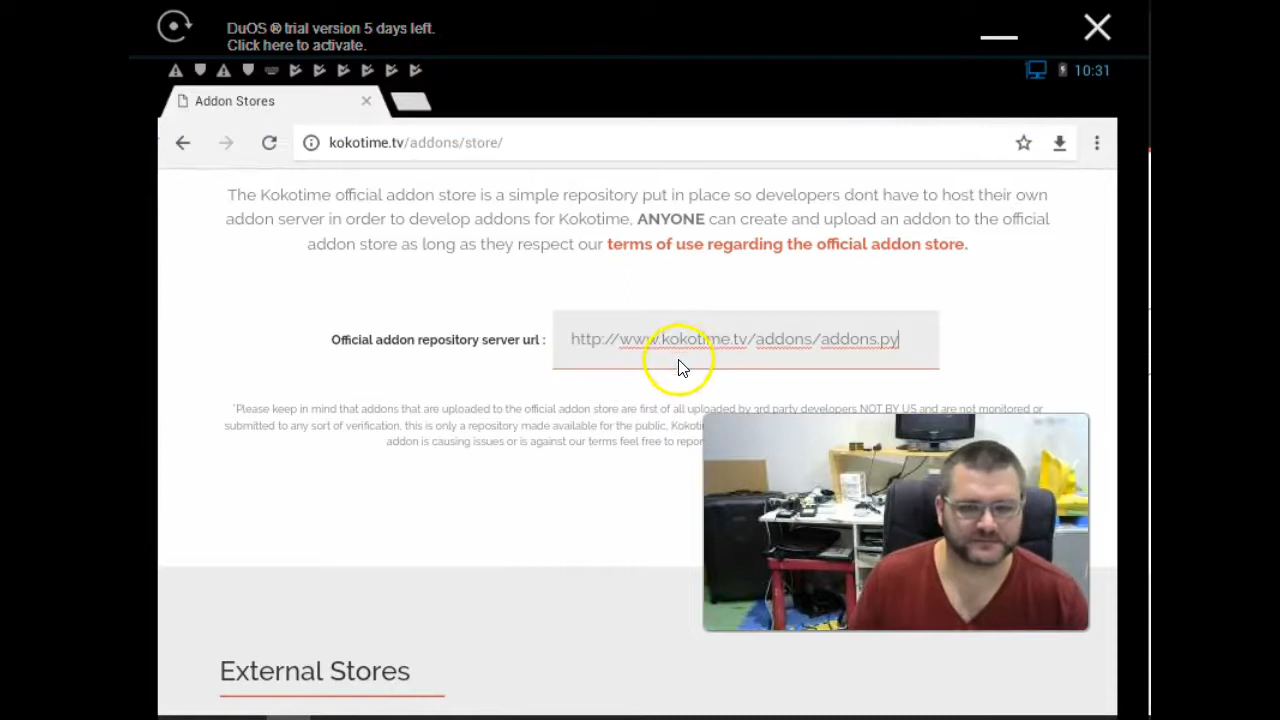 DuOS ® trial version 5 days left.
Click here to activate.
10:31
Addon Stores
kokotime.tv/addons/store/
The Kokotime official addon store is a simple repository put in place so developers dont have to host their own
addon server in order to develop addons for Kokotime, ANYONE can create and upload an addon to the official
addon store as long as they respect our terms of use regarding the official addon store.
Official addon repository server url :
http://www.kokotime.tv/addons/addons.py
*Please keep in mind that addons that are uploaded to the official addon store are first of all uploaded by 3rd party developers NOT BY US and are not monitored or
submitted to any sort of verification, this is only a repository made available for the public,
addon is causing issues or is against our terms feel free to
External Stores